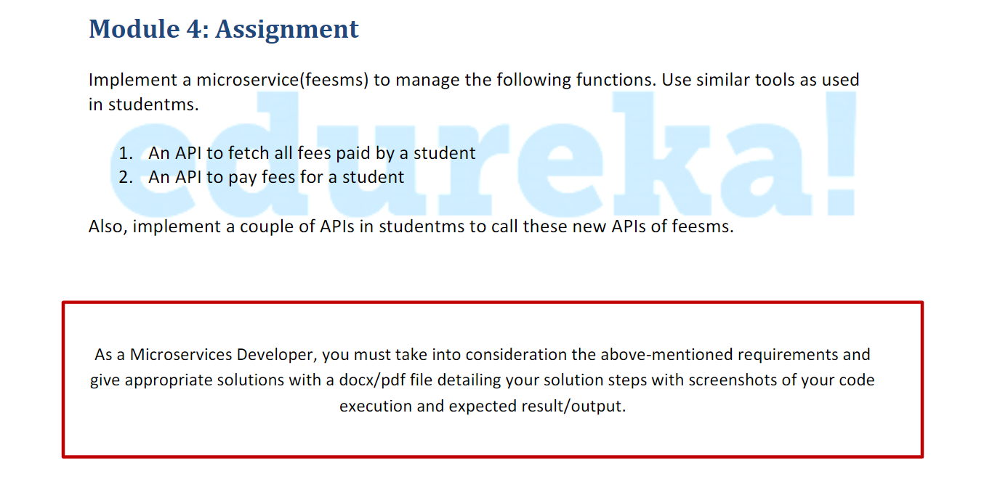 Module 4: Assignment
Implement a microservice(feesms) to manage the following functions. Use similar tools as used
in studentms.
edureka!
1. An API to fetch all fees paid by a student
2. An API to pay fees for a student
Also, implement a couple of APIs in studentms to call these new APIs of feesms.
As a Microservices Developer, you must take into consideration the above-mentioned requirements and
give appropriate solutions with a docx/pdf file detailing your solution steps with screenshots of your code
execution and expected result/output.